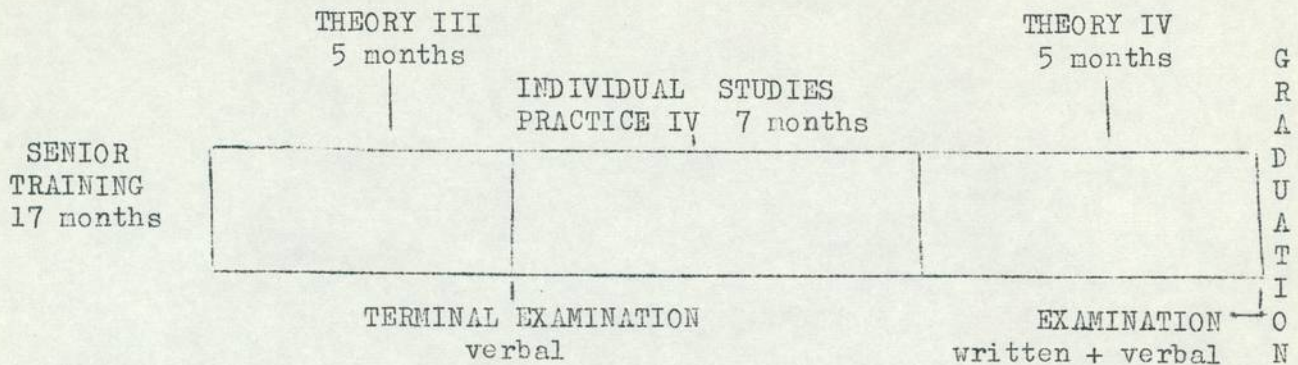 THEORY III
5 months
INDIVIDUAL STUDIES
PRACTICE IV 7 months
THEORY IV
5 months
SENIOR
TRAINING
17 months
TERMINAL EXAMINATION
verbal
EXAMINATION
written + verbal
GRADUATION